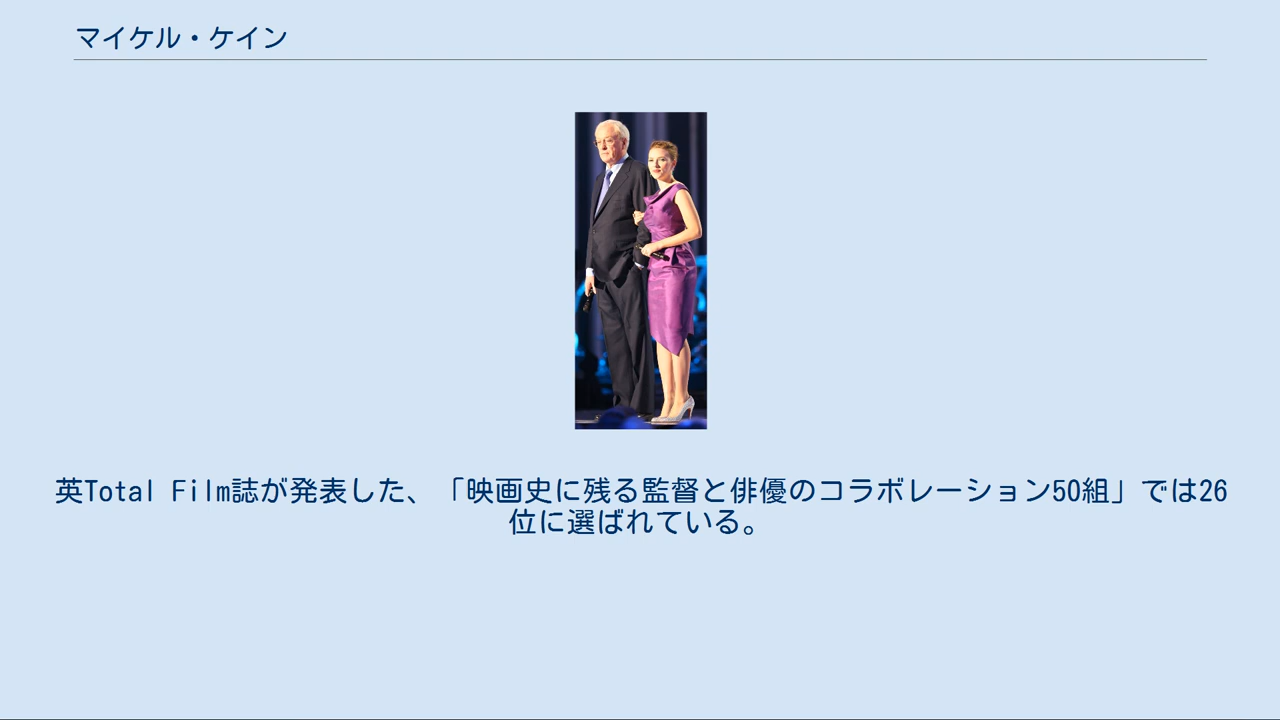 マイケル・ケイン
英Total Film誌が発表した、「映画史に残る監督と俳優のコラボレーション50組」では26
位に選ばれている。